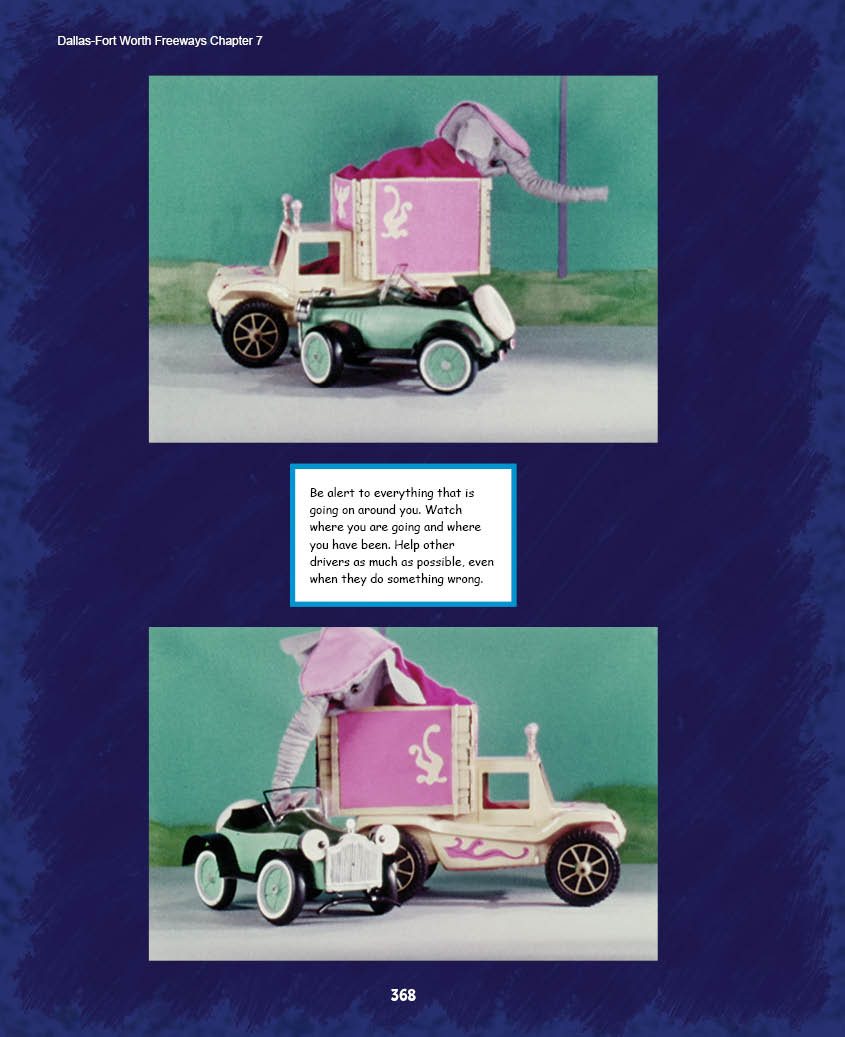 Dallas-Fort Worth Freeways Chapter 7
Be alert to everything that is
going on around you. Watch
where you are going and where
you have been. Help other
drivers as much as possible, even
when they do something wrong.
368